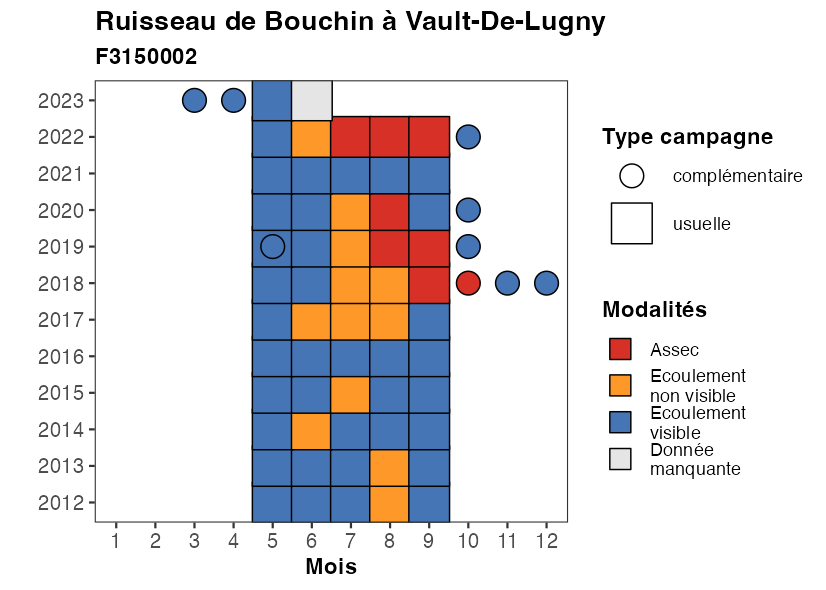 Ruisseau de Bouchin à Vault-De-Lugny
F3150002
2023
2022
2021
2020
2019
2018
2017
2016
2015
2014
2013
2012
1 2 3 4 5 6 7 8 9 10 11 12
Mois
Type campagne
complémentaire
usuelle
Modalités
Assec
Ecoulement
non visible
Ecoulement
visible
Donnée
manquante